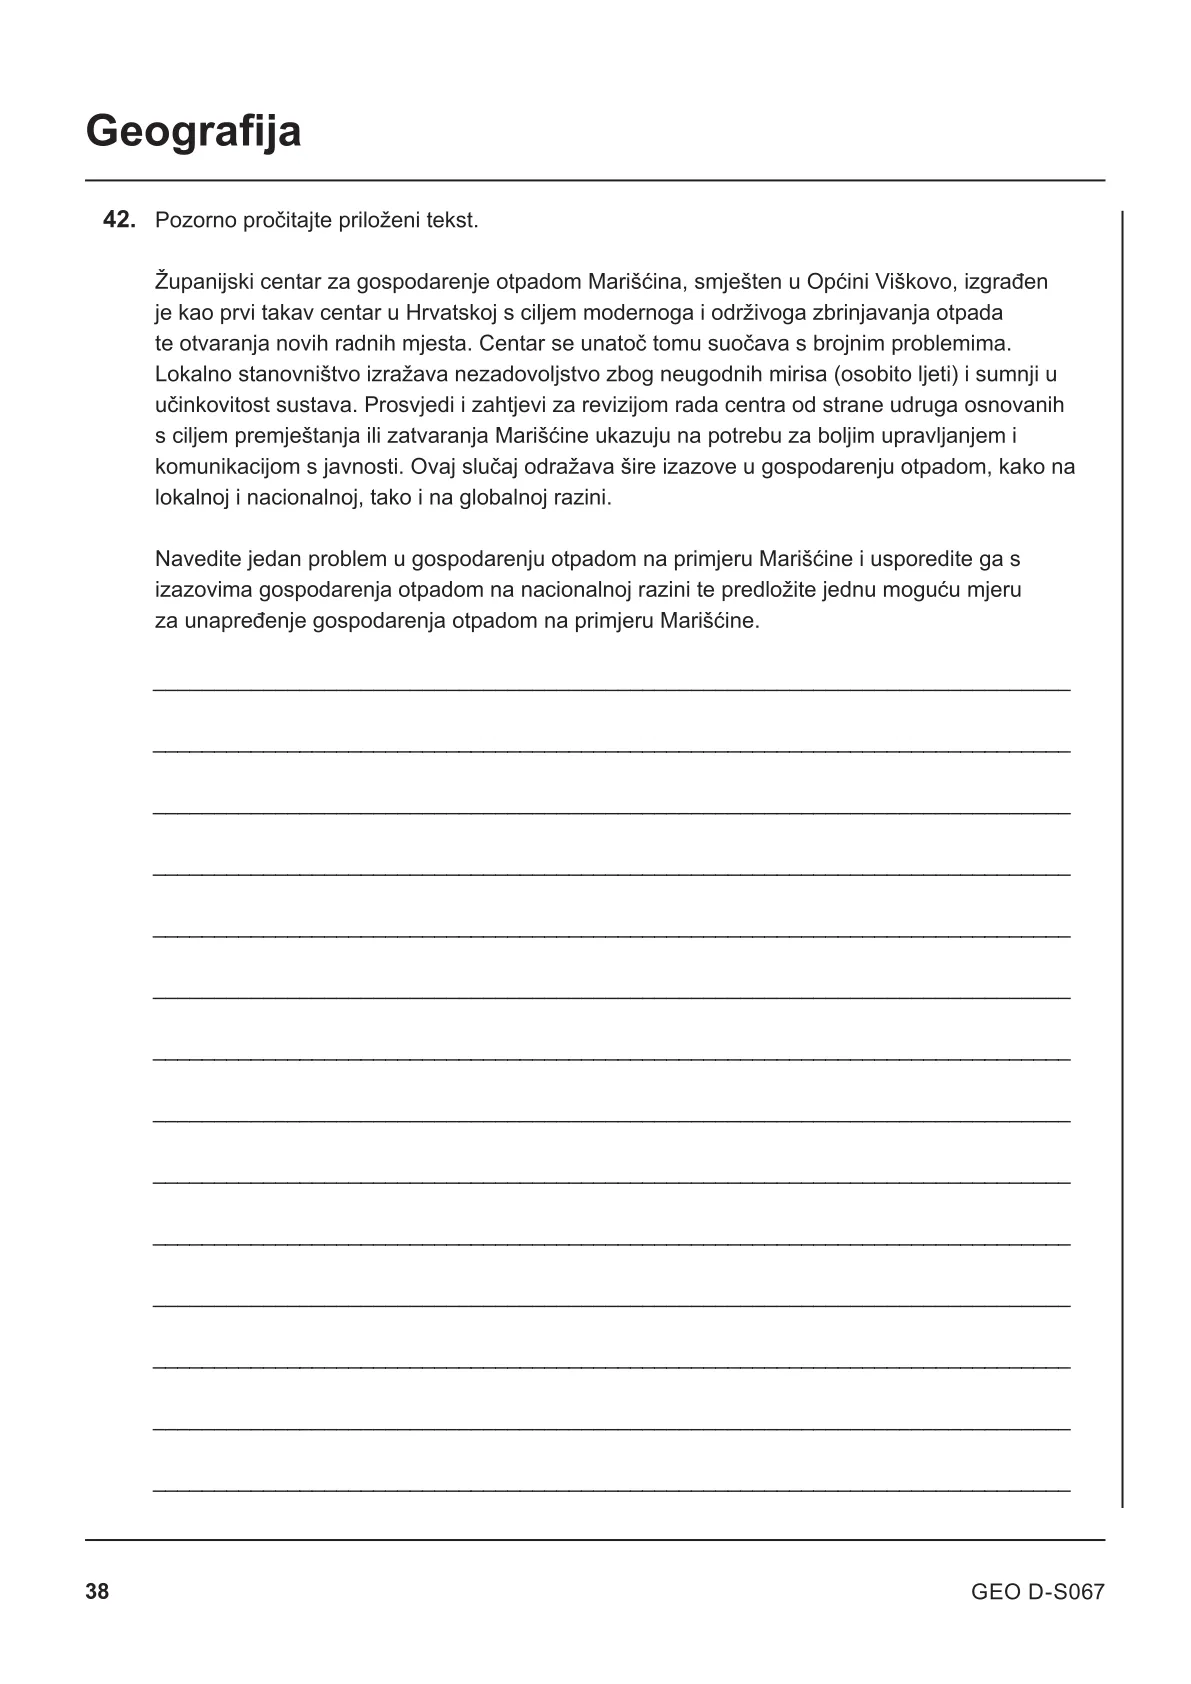 Geografija
42. Pozorno pročitajte priloženi tekst.
Županijski centar za gospodarenje otpadom Marišćina, smješten u Općini Viškovo, izgrađen
je kao prvi takav centar u Hrvatskoj s ciljem modernoga i održivoga zbrinjavanja otpada
te otvaranja novih radnih mjesta. Centar se unatoč tomu suočava s brojnim problemima.
Lokalno stanovništvo izražava nezadovoljstvo zbog neugodnih mirisa (osobito ljeti) i sumnji u
učinkovitost sustava. Prosvjedi i zahtjevi za revizijom rada centra od strane udruga osnovanih
s ciljem premještanja ili zatvaranja Marišćine ukazuju na potrebu za boljim upravljanjem i
komunikacijom s javnosti. Ovaj slučaj odražava šire izazove u gospodarenju otpadom, kako na
lokalnoj i nacionalnoj, tako i na globalnoj razini.
Navedite jedan problem u gospodarenju otpadom na primjeru Marišćine i usporedite ga s
izazovima gospodarenja otpadom na nacionalnoj razini te predložite jednu moguću mjeru
za unapređenje gospodarenja otpadom na primjeru Marišćine.
38
GEO D-S067